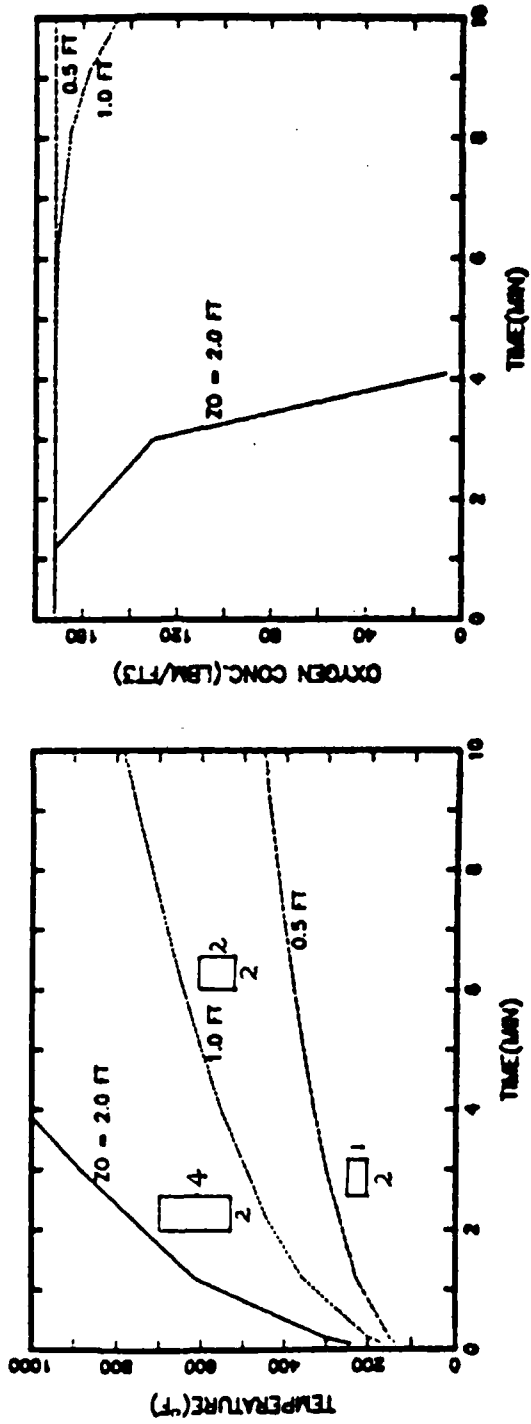 TEMPERATURE(°F)
1000
800
600
400
200
0
ZO = 2.0 FT
4
2
1.0 FT
2
2
0.5 FT
1
2
0 2 4 6 8 10
TIME(MIN)
OXYGEN CONC.(LBM/FT3)
160
120
80
40
0
0.5 FT
1.0 FT
ZO = 2.0 FT
0 2 4 6 8 10
TIME(MIN)